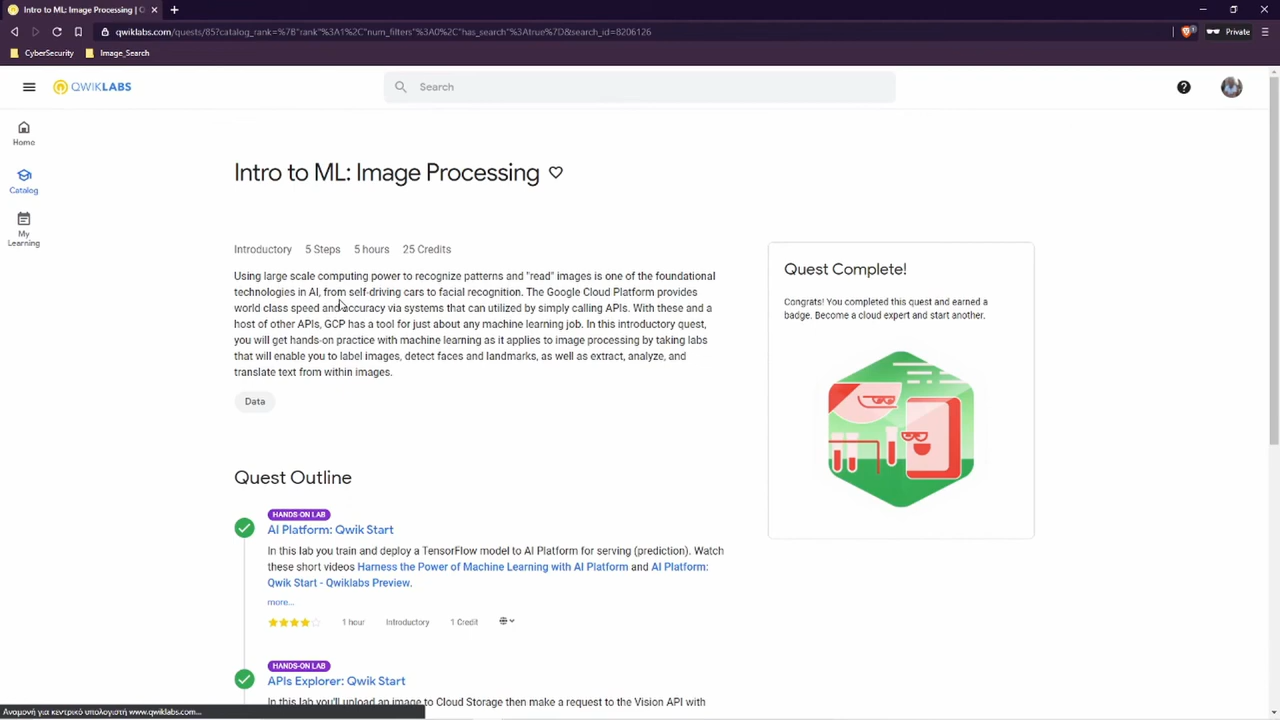 Intro to ML: Image Processing | Q
qwiklabs.com/quests/85?catalog_rank=%7B"rank"%3A1%2C"num_filters"%3A0%2C"has_search"%3Atrue%7D&search_id=8206126
Private
CyberSecurity
Image_Search
QWIKLABS
Search
Home
Catalog
My
Learning
Intro to ML: Image Processing
Introductory 5 Steps 5 hours 25 Credits
Using large scale computing power to recognize patterns and "read" images is one of the foundational
technologies in AI, from self-driving cars to facial recognition. The Google Cloud Platform provides
world class speed and accuracy via systems that can utilized by simply calling APIs. With these and a
host of other APIs, GCP has a tool for just about any machine learning job. In this introductory quest,
you will get hands-on practice with machine learning as it applies to image processing by taking labs
that will enable you to label images, detect faces and landmarks, as well as extract, analyze, and
translate text from within images.
Data
Quest Complete!
Congrats! You completed this quest and earned a
badge. Become a cloud expert and start another.
Quest Outline
HANDS-ON LAB
AI Platform: Qwik Start
In this lab you train and deploy a TensorFlow model to AI Platform for serving (prediction). Watch
these short videos Harness the Power of Machine Learning with AI Platform and AI Platform:
Qwik Start - Qwiklabs Preview.
more...
1 hour Introductory 1 Credit
HANDS-ON LAB
APIs Explorer: Qwik Start
In this lab you'll upload an image to Cloud Storage then make a request to the Vision API with
Αναμονή για κεντρικό υπολογιστή www.qwiklabs.com...